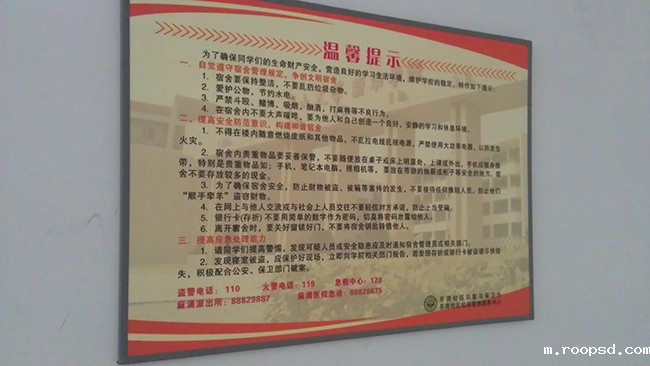 温馨提示
为了确保同学们的生命财产安全，营造良好的学习生活环境，维护学校的稳定，特作如下提示：
一、自觉遵守宿舍管理规定，争创文明宿舍
1. 宿舍要保持整洁，不要乱扔垃圾杂物。
2. 爱护公物，节约水电。
3. 严禁斗殴、赌博、吸烟、酗酒、打麻将等不良行为。
4. 在宿舍内不要大声喧哗，要为他人和自己创造一个良好、安静的学习和休息环境。
二、提高安全防范意识，构建和谐宿舍
1. 不得在楼内随意燃烧废纸和其他物品，不乱拉电线乱接电源，严禁使用大功率电器，以防发生
火灾。
2. 宿舍内贵重物品要妥善保管，不要随便放在桌子或床上明显处，上课或外出，手机应随身携
带，特别是贵重物品如：手机、笔记本电脑、照相机等，要放在带锁的抽屉或柜子等安全的地方。宿
舍不要存放较多的现金。
3. 为了确保宿舍安全，防止财物被盗、被骗等案件的发生，不要接待任何推销人员，防止他们
“顺手牵羊”盗窃财物。
4. 在网上与他人交流或与社会上人员交往不要轻信对方承诺，防止上当受骗。
5. 银行卡(存折)不要用简单的数字作为密码，切莫将密码泄露给他人。
6. 离开宿舍时，要关好窗锁好门，不要将宿舍钥匙转借他人。
三、提高应急处理能力
1. 请同学们提高警惕，发现可疑人员或安全隐患应及时通知宿舍管理员或相关部门。
2. 发现寝室被盗，应保护好现场，立即向学院相关部门报告，若发现存折或银行卡被盗请尽快挂
失，积极配合公安、保卫部门破案。
盗警电话：110 火警电话：119 急救中心：120
麻涌派出所：88829887 麻涌医院急诊：88820675
m.roopsd.com